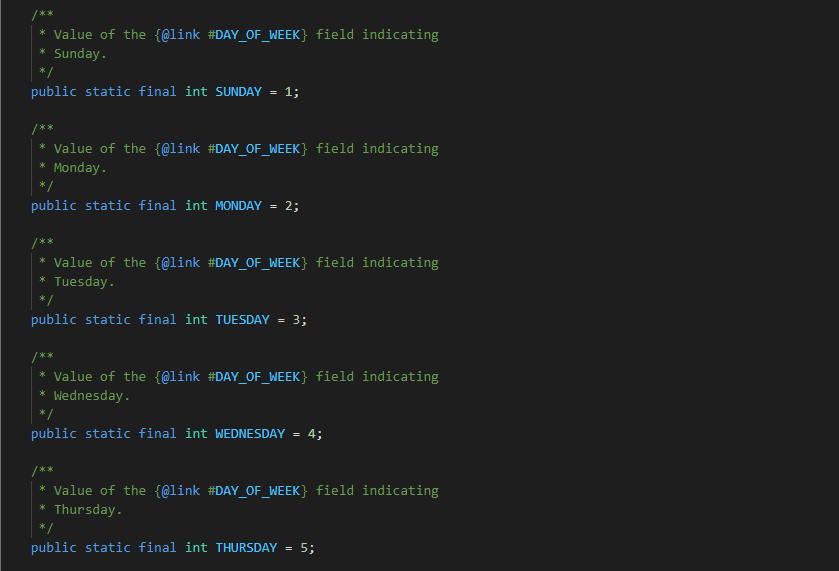 /**
 * Value of the {@link #DAY_OF_WEEK} field indicating
 * Sunday.
 */
public static final int SUNDAY = 1;

/**
 * Value of the {@link #DAY_OF_WEEK} field indicating
 * Monday.
 */
public static final int MONDAY = 2;

/**
 * Value of the {@link #DAY_OF_WEEK} field indicating
 * Tuesday.
 */
public static final int TUESDAY = 3;

/**
 * Value of the {@link #DAY_OF_WEEK} field indicating
 * Wednesday.
 */
public static final int WEDNESDAY = 4;

/**
 * Value of the {@link #DAY_OF_WEEK} field indicating
 * Thursday.
 */
public static final int THURSDAY = 5;